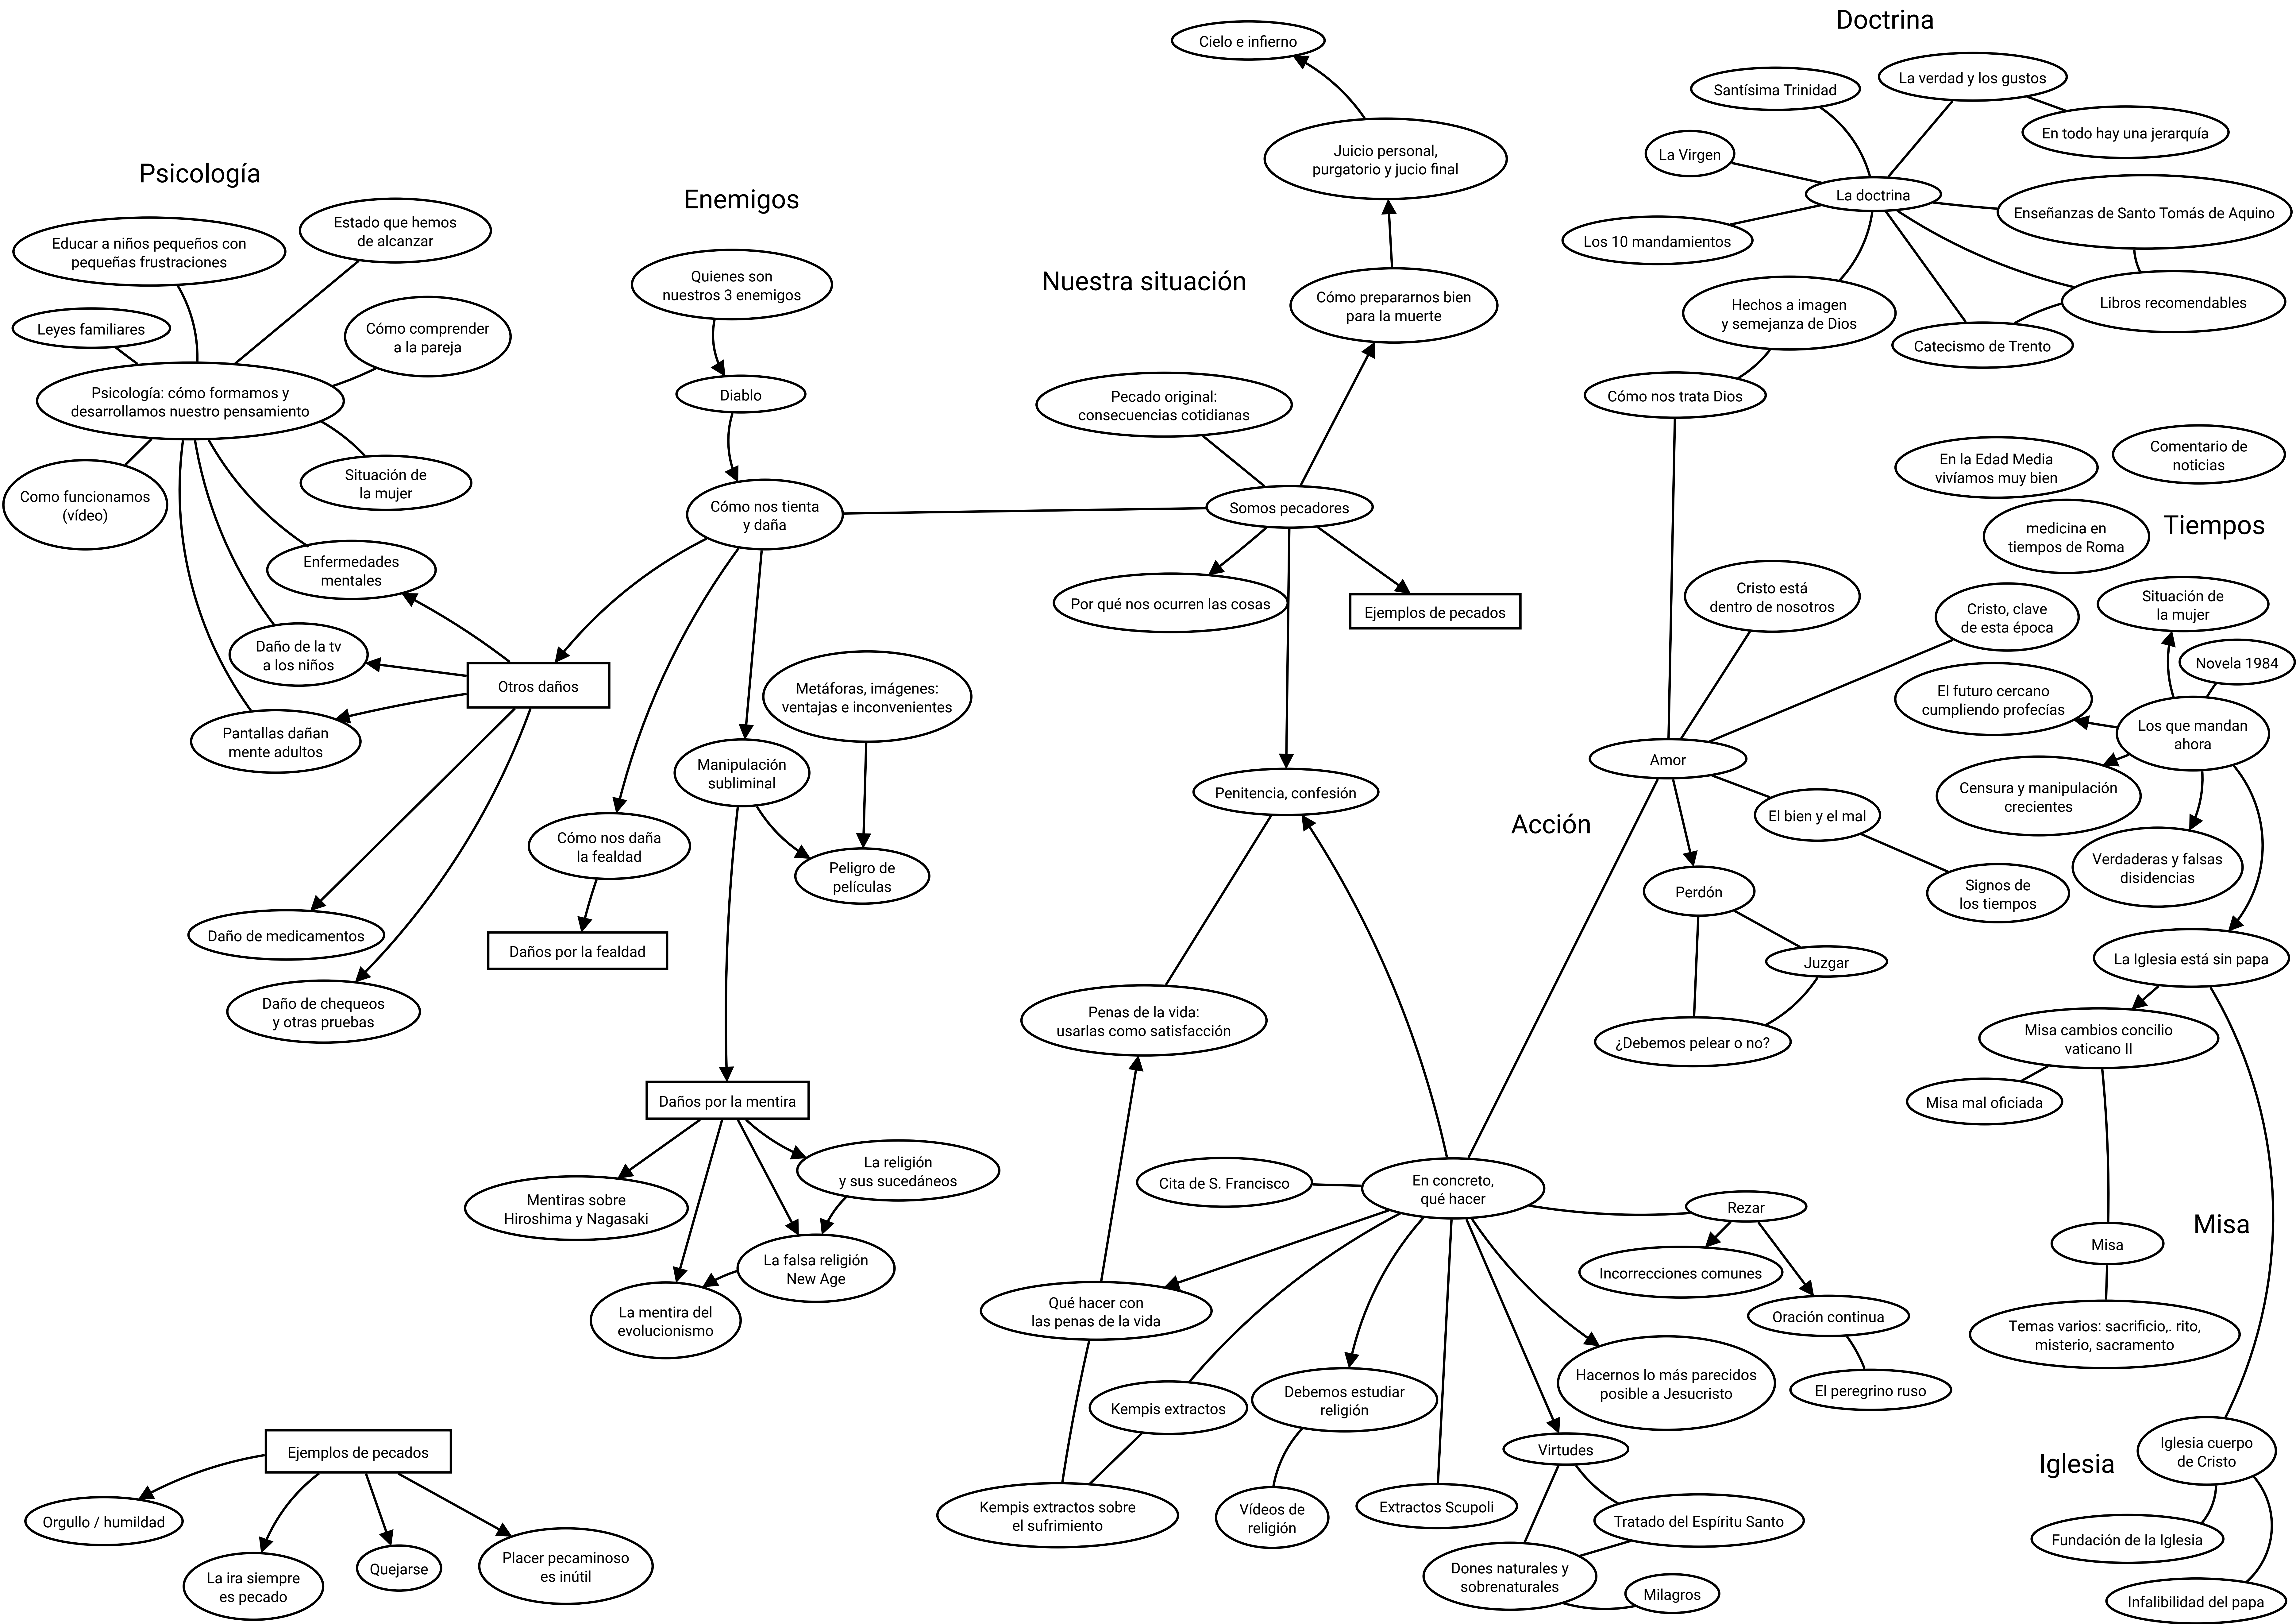 Doctrina
Cielo e infierno
La verdad y los gustos
Santísima Trinidad
En todo hay una jerarquía
Juicio personal,
purgatorio y jucio final
La Virgen
La doctrina
Enseñanzas de Santo Tomás de Aquino
Los 10 mandamientos
Hechos a imagen
y semejanza de Dios
Libros recomendables
Catecismo de Trento
Cómo nos trata Dios
Psicología
Educar a niños pequeños con
pequeñas frustraciones
Estado que hemos
de alcanzar
Leyes familiares
Cómo comprender
a la pareja
Psicología: cómo formamos y
desarrollamos nuestro pensamiento
Como funcionamos
(vídeo)
Situación de
la mujer
Enfermedades
mentales
Daño de la tv
a los niños
Pantallas dañan
mente adultos
Otros daños
Daño de medicamentos
Daño de chequeos
y otras pruebas
Enemigos
Quienes son
nuestros 3 enemigos
Diablo
Cómo nos tienta
y daña
Metáforas, imágenes:
ventajas e inconvenientes
Manipulación
subliminal
Cómo nos daña
la fealdad
Peligro de
películas
Daños por la fealdad
Daños por la mentira
Mentiras sobre
Hiroshima y Nagasaki
La religión
y sus sucedáneos
La falsa religión
New Age
La mentira del
evolucionismo
Nuestra situación
Cómo prepararnos bien
para la muerte
Pecado original:
consecuencias cotidianas
Somos pecadores
Por qué nos ocurren las cosas
Ejemplos de pecados
Penitencia, confesión
Penas de la vida:
usarlas como satisfacción
Acción
Cristo está
dentro de nosotros
Cristo, clave
de esta época
Amor
El bien y el mal
Signos de
los tiempos
Perdón
Juzgar
¿Debemos pelear o no?
Cita de S. Francisco
En concreto,
qué hacer
Rezar
Incorrecciones comunes
Oración continua
El peregrino ruso
Qué hacer con
las penas de la vida
Kempis extractos
Debemos estudiar
religión
Hacernos lo más parecidos
posible a Jesucristo
Virtudes
Kempis extractos sobre
el sufrimiento
Vídeos de
religión
Extractos Scupoli
Tratado del Espíritu Santo
Dones naturales y
sobrenaturales
Milagros
En la Edad Media
vivíamos muy bien
Comentario de
noticias
medicina en
tiempos de Roma
Tiempos
Situación de
la mujer
Novela 1984
El futuro cercano
cumpliendo profecías
Los que mandan
ahora
Censura y manipulación
crecientes
Verdaderas y falsas
disidencias
La Iglesia está sin papa
Misa cambios concilio
vaticano II
Misa mal oficiada
Misa
Misa
Temas varios: sacrificio,. rito,
misterio, sacramento
Iglesia
Iglesia cuerpo
de Cristo
Fundación de la Iglesia
Infalibilidad del papa
Ejemplos de pecados
Orgullo / humildad
La ira siempre
es pecado
Quejarse
Placer pecaminoso
es inútil